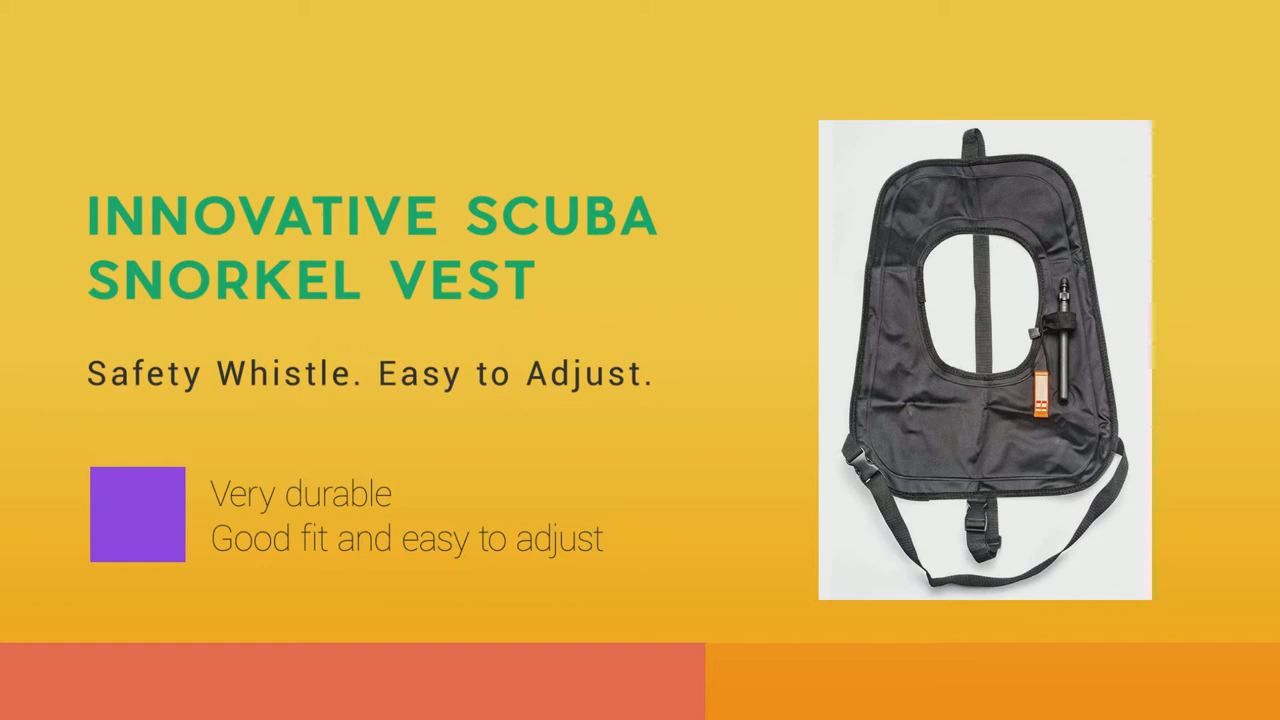 INNOVATIVE SCUBA
SNORKEL VEST
Safety Whistle. Easy to Adjust.
Very durable
Good fit and easy to adjust